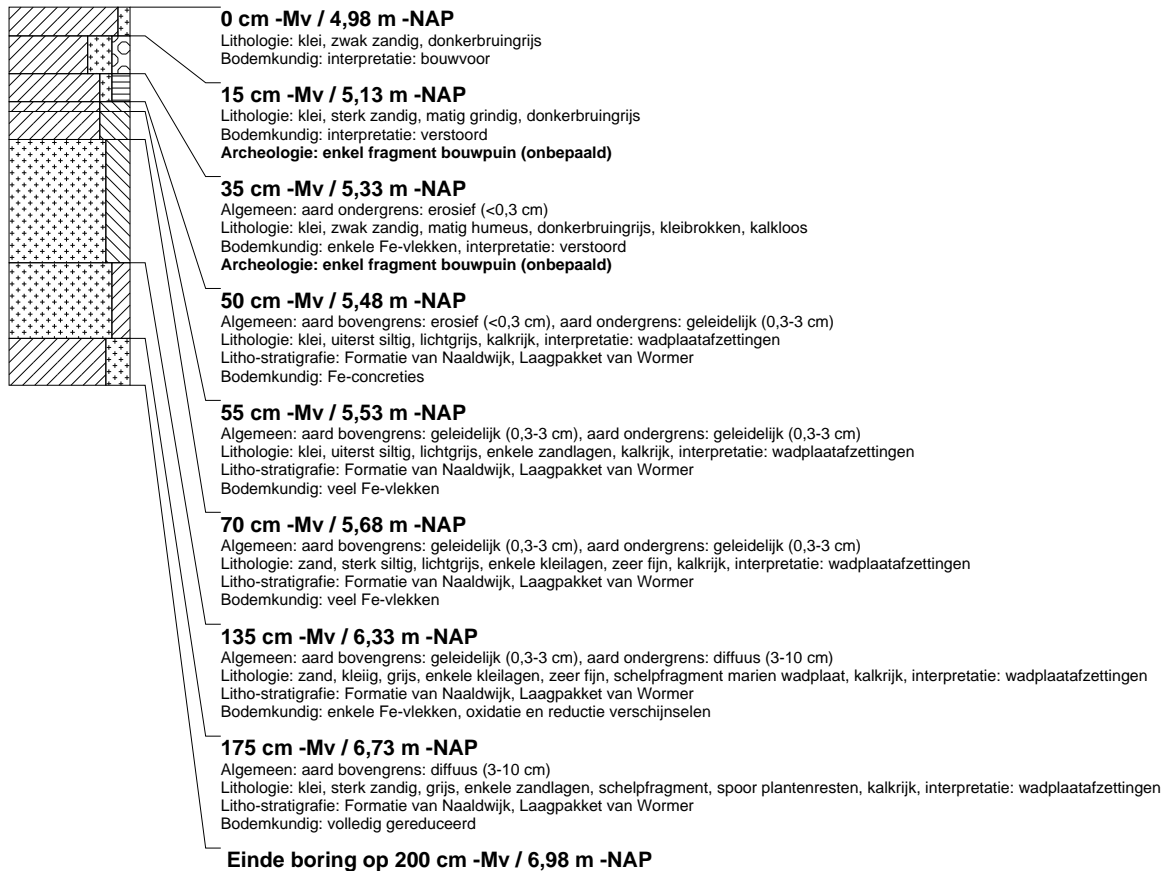 0 cm -Mv / 4,98 m -NAP
Lithologie: klei, zwak zandig, donkerbruingrijs
Bodemkundig: interpretatie: bouwvoor
15 cm -Mv / 5,13 m -NAP
Lithologie: klei, sterk zandig, matig grindig, donkerbruingrijs
Bodemkundig: interpretatie: verstoord
Archeologie: enkel fragment bouwpuin (onbepaald)
35 cm -Mv / 5,33 m -NAP
Algemeen: aard ondergrens: erosief (<0,3 cm)
Lithologie: klei, zwak zandig, matig humeus, donkerbruingrijs, kleibrokken, kalkloos
Bodemkundig: enkele Fe-vlekken, interpretatie: verstoord
Archeologie: enkel fragment bouwpuin (onbepaald)
50 cm -Mv / 5,48 m -NAP
Algemeen: aard bovengrens: erosief (<0,3 cm), aard ondergrens: geleidelijk (0,3-3 cm)
Lithologie: klei, uiterst siltig, lichtgrijs, kalkrijk, interpretatie: wadplaatafzettingen
Litho-stratigrafie: Formatie van Naaldwijk, Laagpakket van Wormer
Bodemkundig: Fe-concreties
55 cm -Mv / 5,53 m -NAP
Algemeen: aard bovengrens: geleidelijk (0,3-3 cm), aard ondergrens: geleidelijk (0,3-3 cm)
Lithologie: klei, uiterst siltig, lichtgrijs, enkele zandlagen, kalkrijk, interpretatie: wadplaatafzettingen
Litho-stratigrafie: Formatie van Naaldwijk, Laagpakket van Wormer
Bodemkundig: veel Fe-vlekken
70 cm -Mv / 5,68 m -NAP
Algemeen: aard bovengrens: geleidelijk (0,3-3 cm), aard ondergrens: geleidelijk (0,3-3 cm)
Lithologie: zand, sterk siltig, lichtgrijs, enkele kleilagen, zeer fijn, kalkrijk, interpretatie: wadplaatafzettingen
Litho-stratigrafie: Formatie van Naaldwijk, Laagpakket van Wormer
Bodemkundig: veel Fe-vlekken
135 cm -Mv / 6,33 m -NAP
Algemeen: aard bovengrens: geleidelijk (0,3-3 cm), aard ondergrens: diffuus (3-10 cm)
Lithologie: zand, kleiig, grijs, enkele kleilagen, zeer fijn, schelpfragment marien wadplaat, kalkrijk, interpretatie: wadplaatafzettingen
Litho-stratigrafie: Formatie van Naaldwijk, Laagpakket van Wormer
Bodemkundig: enkele Fe-vlekken, oxidatie en reductie verschijnselen
175 cm -Mv / 6,73 m -NAP
Algemeen: aard bovengrens: diffuus (3-10 cm)
Lithologie: klei, sterk zandig, grijs, enkele zandlagen, schelpfragment, spoor plantenresten, kalkrijk, interpretatie: wadplaatafzettingen
Litho-stratigrafie: Formatie van Naaldwijk, Laagpakket van Wormer
Bodemkundig: volledig gereduceerd
Einde boring op 200 cm -Mv / 6,98 m -NAP